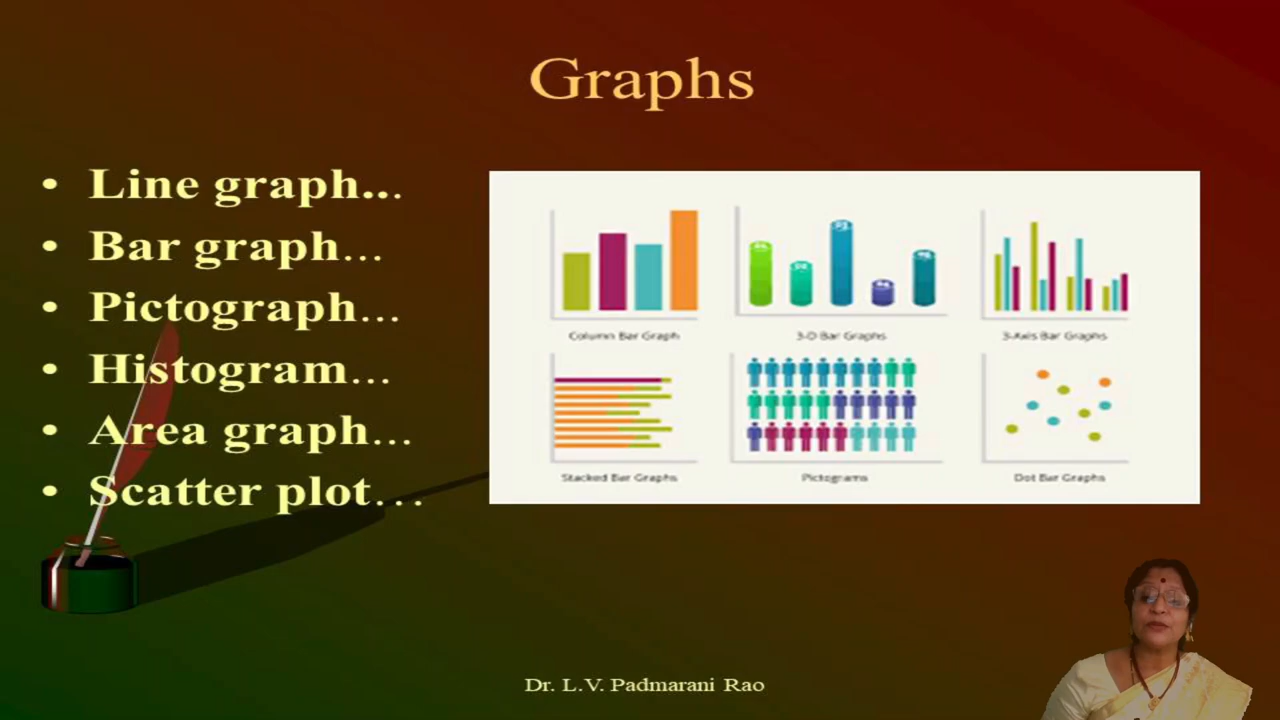 Graphs
• Line graph...
• Bar graph...
• Pictograph...
• Histogram...
• Area graph...
• Scatter plot...
Column Bar Graph
3-D Bar Graphs
3-Axis Bar Graphs
Stacked Bar Graphs
Pictograms
Dot Bar Graphs
Dr. L.V. Padmarani Rao